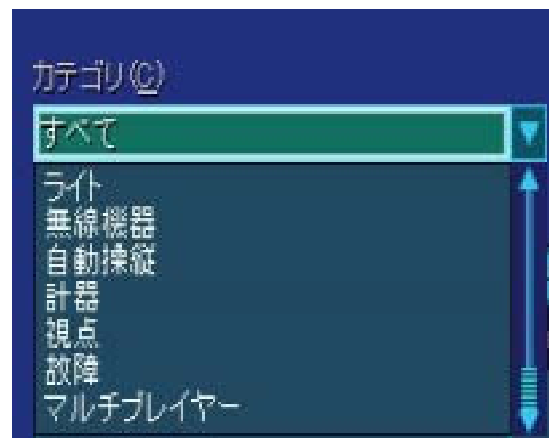 カテゴリ(C)
すべて
ライト
無線機器
自動操縦
計器
視点
故障
マルチプレイヤー